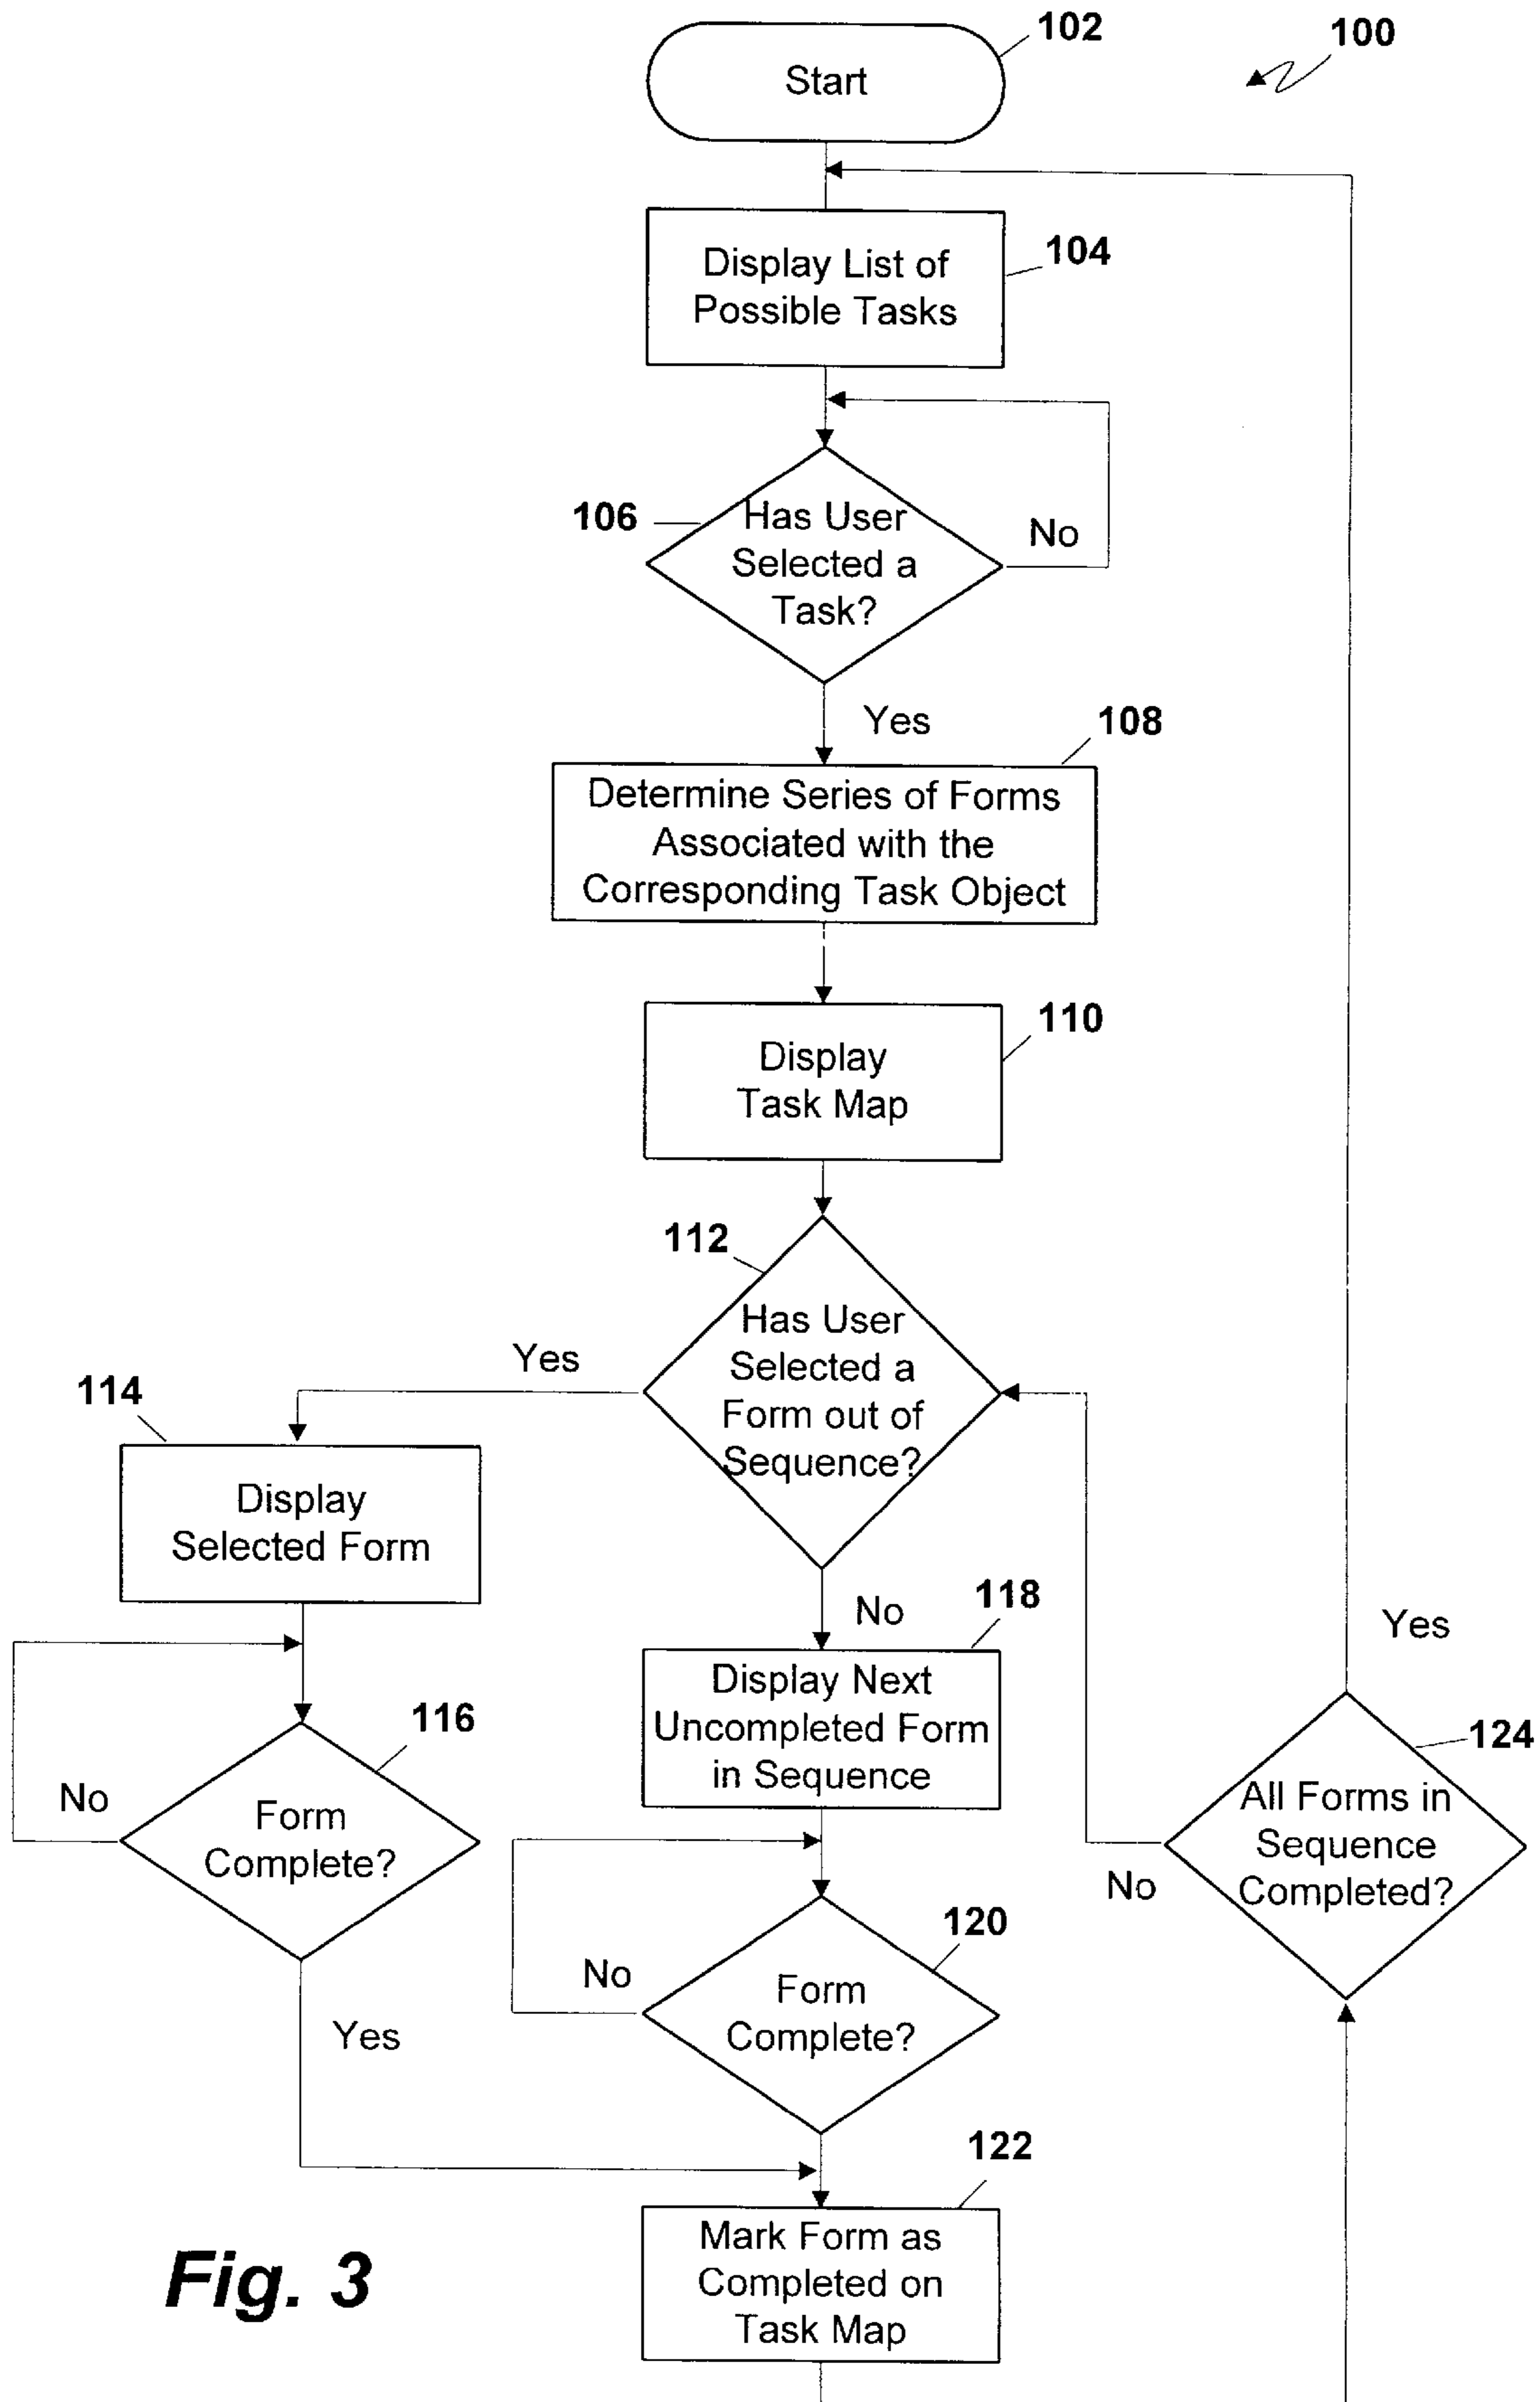 102
100
Start
Display List of
Possible Tasks
104
106
Has User
Selected a
Task?
No
Yes
108
Determine Series of Forms
Associated with the
Corresponding Task Object
110
Display
Task Map
112
Has User
Selected a
Form out of
Sequence?
Yes
114
Display
Selected Form
No
118
Yes
Display Next
Uncompleted Form
in Sequence
116
124
No
Form
Complete?
All Forms in
Sequence
Completed?
No
120
No
Form
Complete?
Yes
122
Mark Form as
Completed on
Task Map
Fig. 3